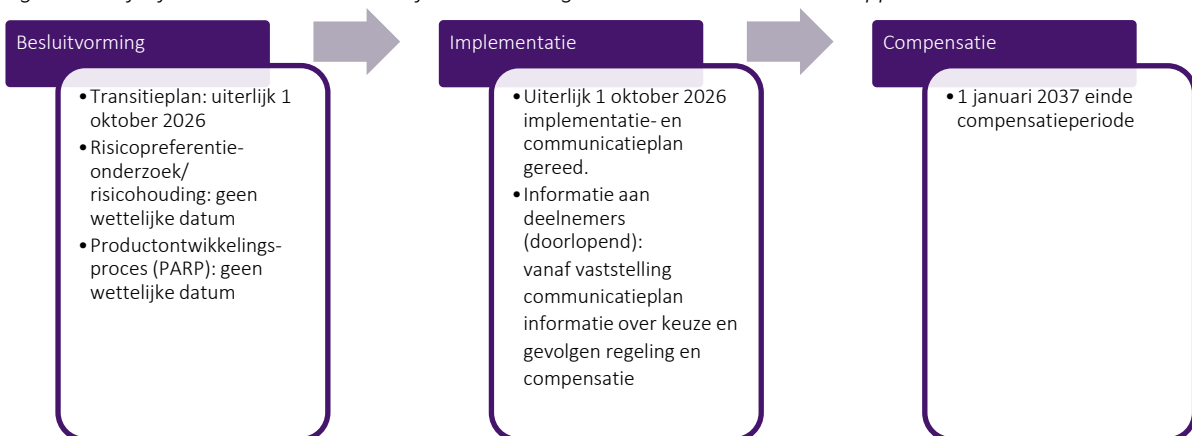 Besluitvorming
• Transitieplan: uiterlijk 1
oktober 2026
• Risicopreferentie-
onderzoek/
risicohouding: geen
wettelijke datum
• Productontwikkelings-
proces (PARP): geen
wettelijke datum
Implementatie
• Uiterlijk 1 oktober 2026
implementatie- en
communicatieplan
gereed.
• Informatie aan
deelnemers
(doorlopend):
vanaf vaststelling
communicatieplan
informatie over keuze en
gevolgen regeling en
compensatie
Compensatie
• 1 januari 2037 einde
compensatieperiode